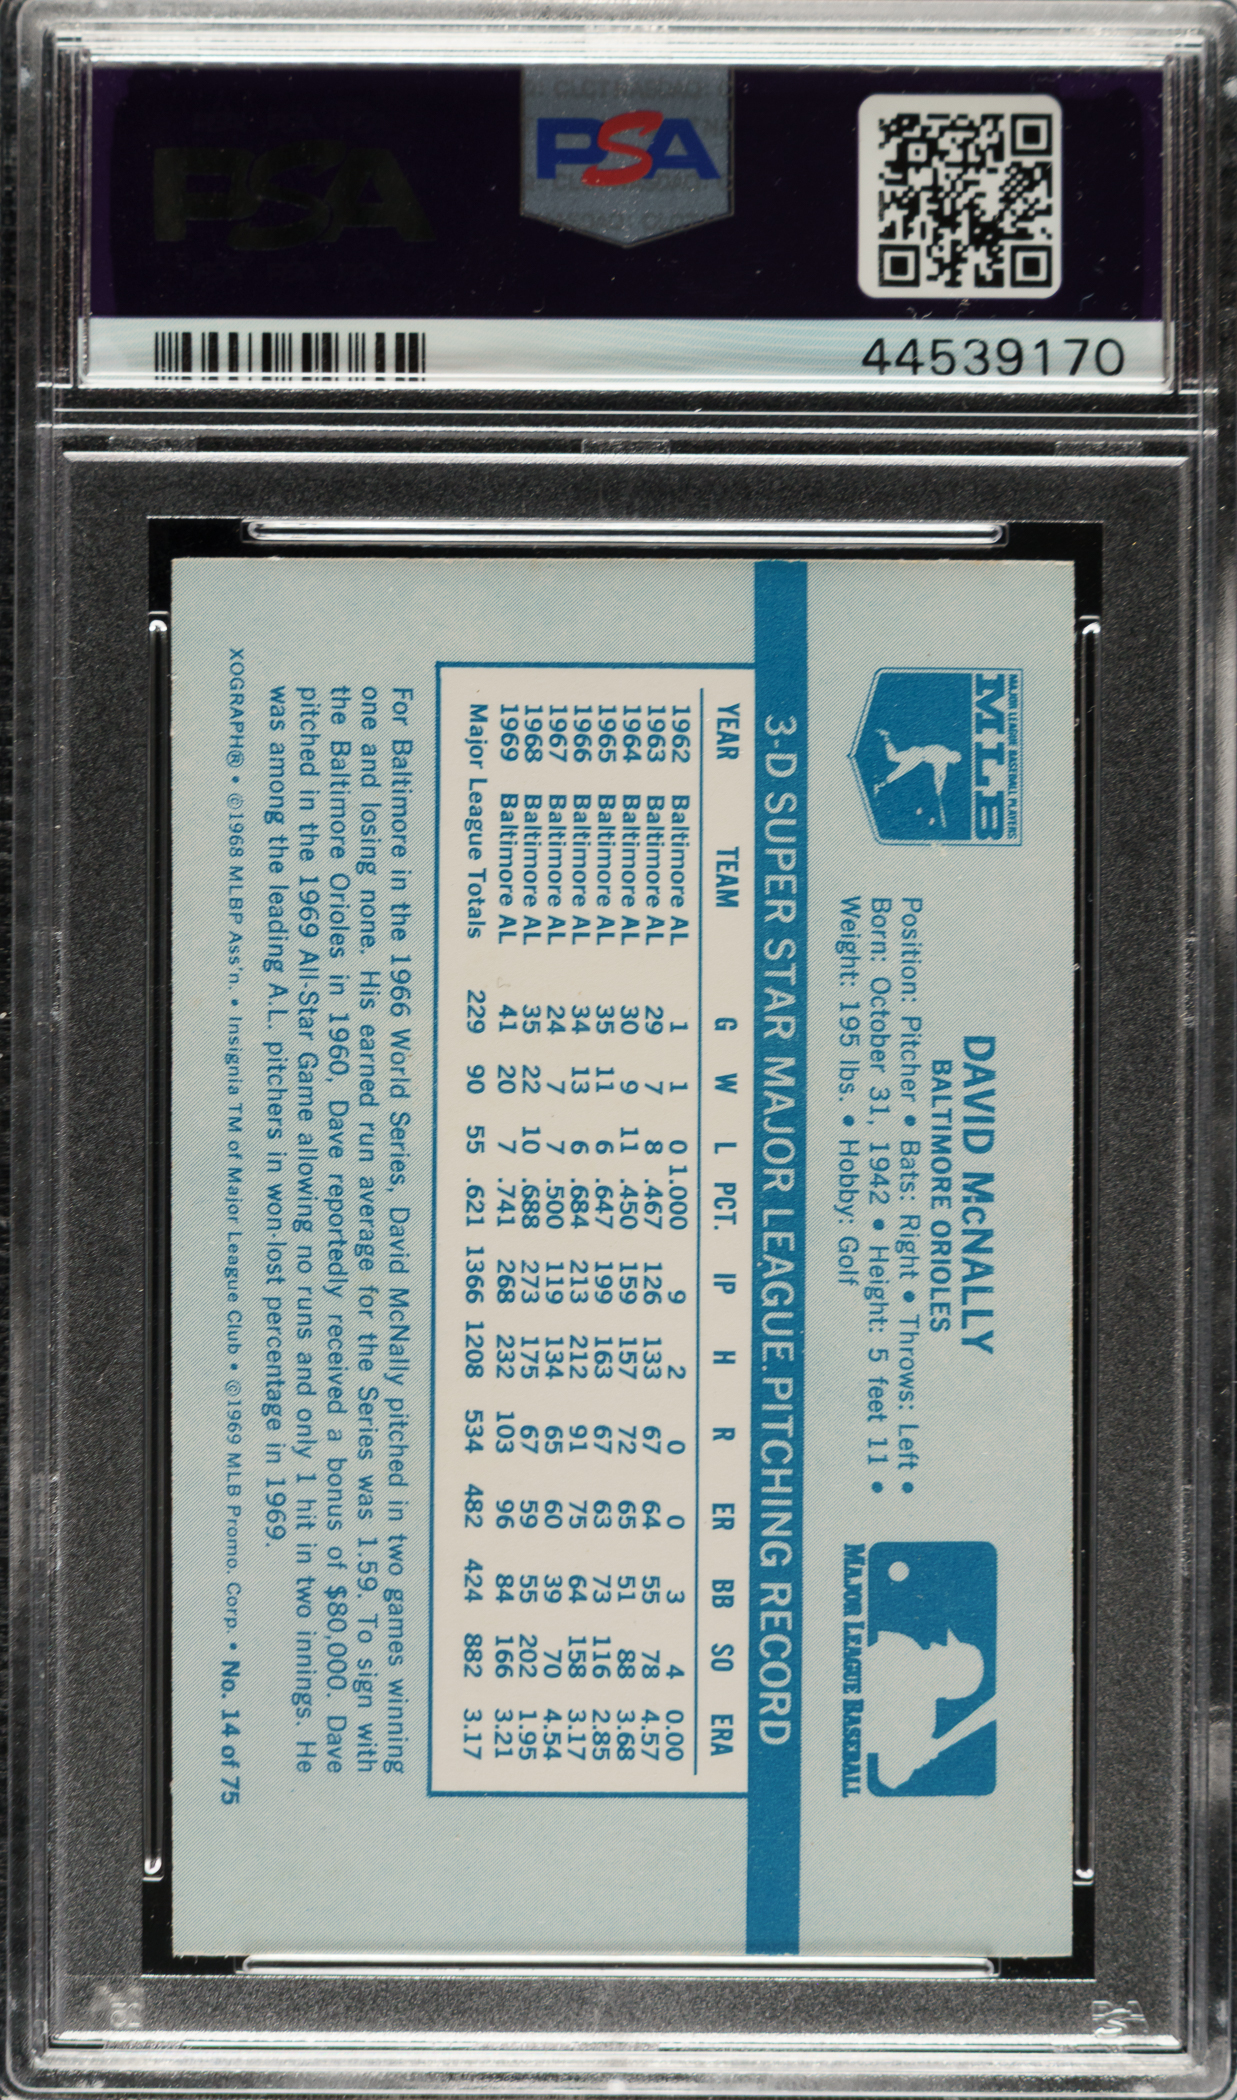 PSA
44539170
MAJOR LEAGUE BASEBALL PLAYERS
MLB
DAVID McNALLY
BALTIMORE ORIOLES
Position: Pitcher • Bats: Right • Throws: Left •
Born: October 31, 1942 • Height: 5 feet 11 •
Weight: 195 lbs. • Hobby: Golf
MAJOR LEAGUE BASEBALL
3-D SUPER STAR MAJOR LEAGUE PITCHING RECORD
YEAR TEAM G W L PCT. IP H R ER BB SO ERA
1962 Baltimore AL 1 1 0 1.000 9 2 0 0 3 4 0.00
1963 Baltimore AL 29 7 8 .467 126 133 67 64 55 78 4.57
1964 Baltimore AL 30 9 11 .450 159 157 72 65 51 88 3.68
1965 Baltimore AL 35 11 6 .647 199 163 67 63 73 116 2.85
1966 Baltimore AL 34 13 6 .684 213 212 91 75 64 158 3.17
1967 Baltimore AL 24 7 7 .500 119 134 65 60 39 70 4.54
1968 Baltimore AL 35 22 10 .688 273 175 67 59 55 202 1.95
1969 Baltimore AL 41 20 7 .741 268 232 103 96 84 166 3.21
Major League Totals 229 90 55 .621 1366 1208 534 482 424 882 3.17
For Baltimore in the 1966 World Series, David McNally pitched in two games winning
one and losing none. His earned run average for the Series was 1.59. To sign with
the Baltimore Orioles in 1960, Dave reportedly received a bonus of $80,000. Dave
pitched in the 1969 All-Star Game allowing no runs and only 1 hit in two innings. He
was among the leading A.L. pitchers in won-lost percentage in 1969.
XOGRAPH® • ©1968 MLBP Ass'n. • Insignia TM of Major League Club • ©1969 MLB Promo. Corp. • No. 14 of 75
PSA